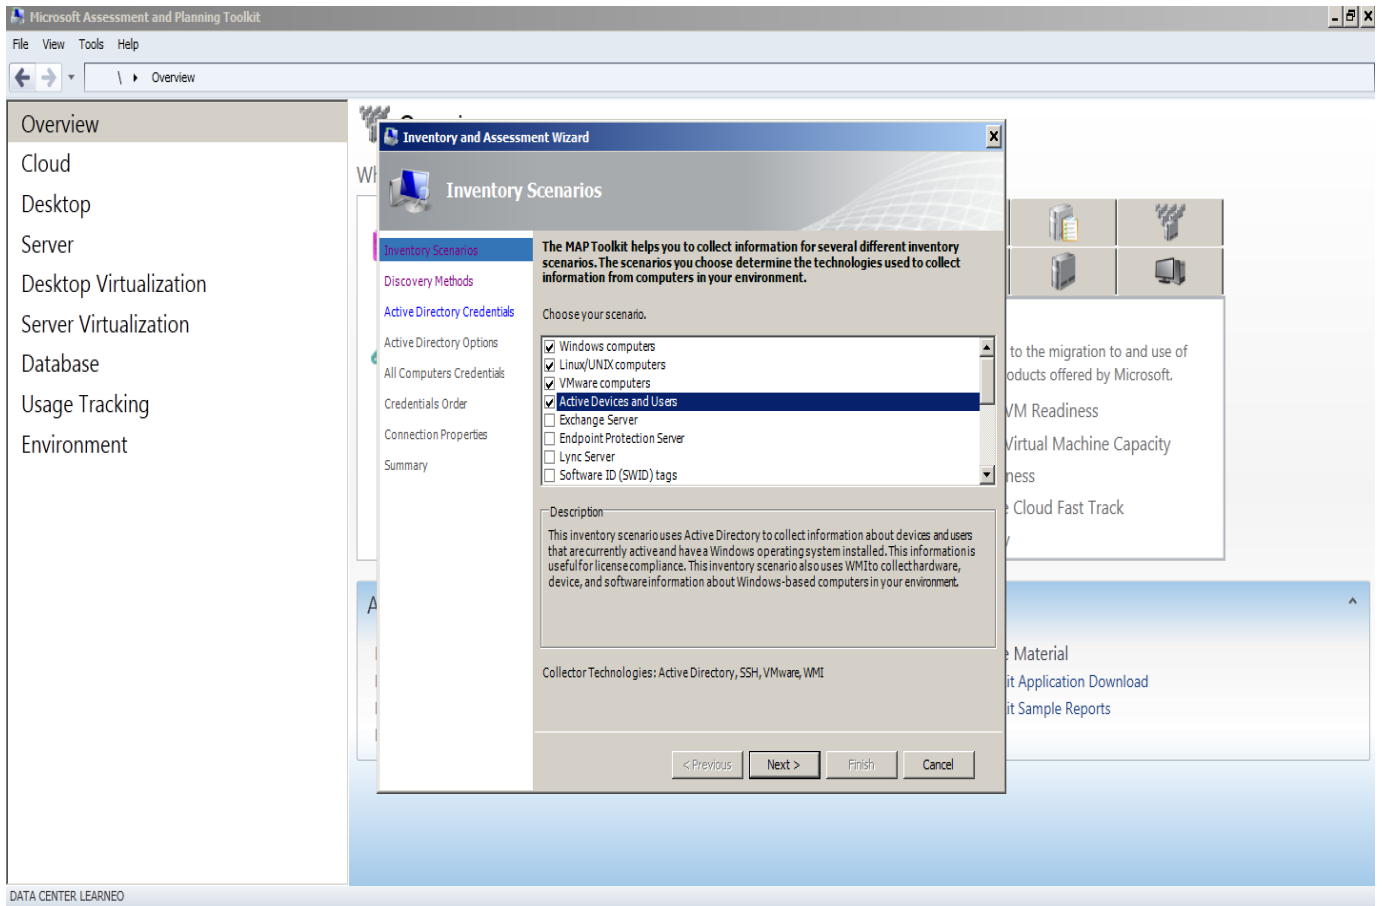 Microsoft Assessment and Planning Toolkit
File View Tools Help
\ Overview
Overview
Cloud
Desktop
Server
Desktop Virtualization
Server Virtualization
Database
Usage Tracking
Environment
Inventory and Assessment Wizard
Inventory Scenarios
Inventory Scenarios
Discovery Methods
Active Directory Credentials
Active Directory Options
All Computers Credentials
Credentials Order
Connection Properties
Summary
The MAP Toolkit helps you to collect information for several different inventory
scenarios. The scenarios you choose determine the technologies used to collect
information from computers in your environment.
Choose your scenario.
Windows computers
Linux/UNIX computers
VMware computers
Active Devices and Users
Exchange Server
Endpoint Protection Server
Lync Server
Software ID (SWID) tags
Description
This inventory scenario uses Active Directory to collect information about devices and users
that are currently active and have a Windows operating system installed. This information is
useful for license compliance. This inventory scenario also uses WMI to collect hardware,
device, and software information about Windows-based computers in your environment.
Collector Technologies: Active Directory, SSH, VMware, WMI
< Previous Next > Finish Cancel
to the migration to and use of
oducts offered by Microsoft.
VM Readiness
Virtual Machine Capacity
ness
Cloud Fast Track
Material
it Application Download
it Sample Reports
DATA CENTER LEARNEO